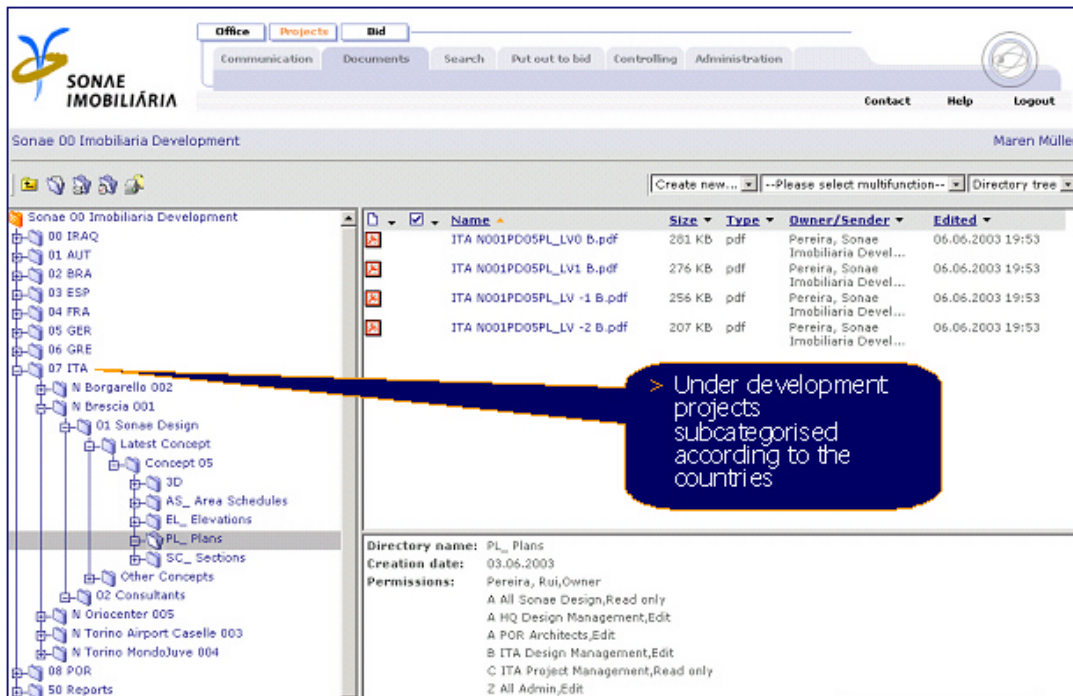 Office Projects Bid
Communication Documents Search Put out to bid Controlling Administration
SONAE
IMOBILIÁRIA
Contact Help Logout
Sonae 00 Imobiliaria Development Maren Mülle
Create new... --Please select multifunction-- Directory tree
Sonae 00 Imobiliaria Development
00 IRAQ
01 AUT
02 BRA
03 ESP
04 FRA
05 GER
06 GRE
07 ITA
N Borgarello 002
N Brescia 001
01 Sonae Design
Latest Concept
Concept 05
3D
AS_ Area Schedules
EL_ Elevations
PL_ Plans
SC_ Sections
Other Concepts
02 Consultants
N Oriocenter 005
N Torino Airport Caselle 003
N Torino MondoJuve 004
08 POR
50 Reports
Name Size Type Owner/Sender Edited
ITA N001PD05PL_LV0 B.pdf 281 KB pdf Pereira, Sonae 06.06.2003 19:53
Imobiliaria Devel...
ITA N001PD05PL_LV1 B.pdf 276 KB pdf Pereira, Sonae 06.06.2003 19:53
Imobiliaria Devel...
ITA N001PD05PL_LV -1 B.pdf 256 KB pdf Pereira, Sonae 06.06.2003 19:53
Imobiliaria Devel...
ITA N001PD05PL_LV -2 B.pdf 207 KB pdf Pereira, Sonae 06.06.2003 19:53
Imobiliaria Devel...
> Under development
projects
subcategorised
according to the
countries
Directory name: PL_ Plans
Creation date: 03.06.2003
Permissions: Pereira, Rui,Owner
A All Sonae Design,Read only
A HQ Design Management,Edit
A POR Architects,Edit
B ITA Design Management,Edit
C ITA Project Management,Read only
Z All Admin,Edit